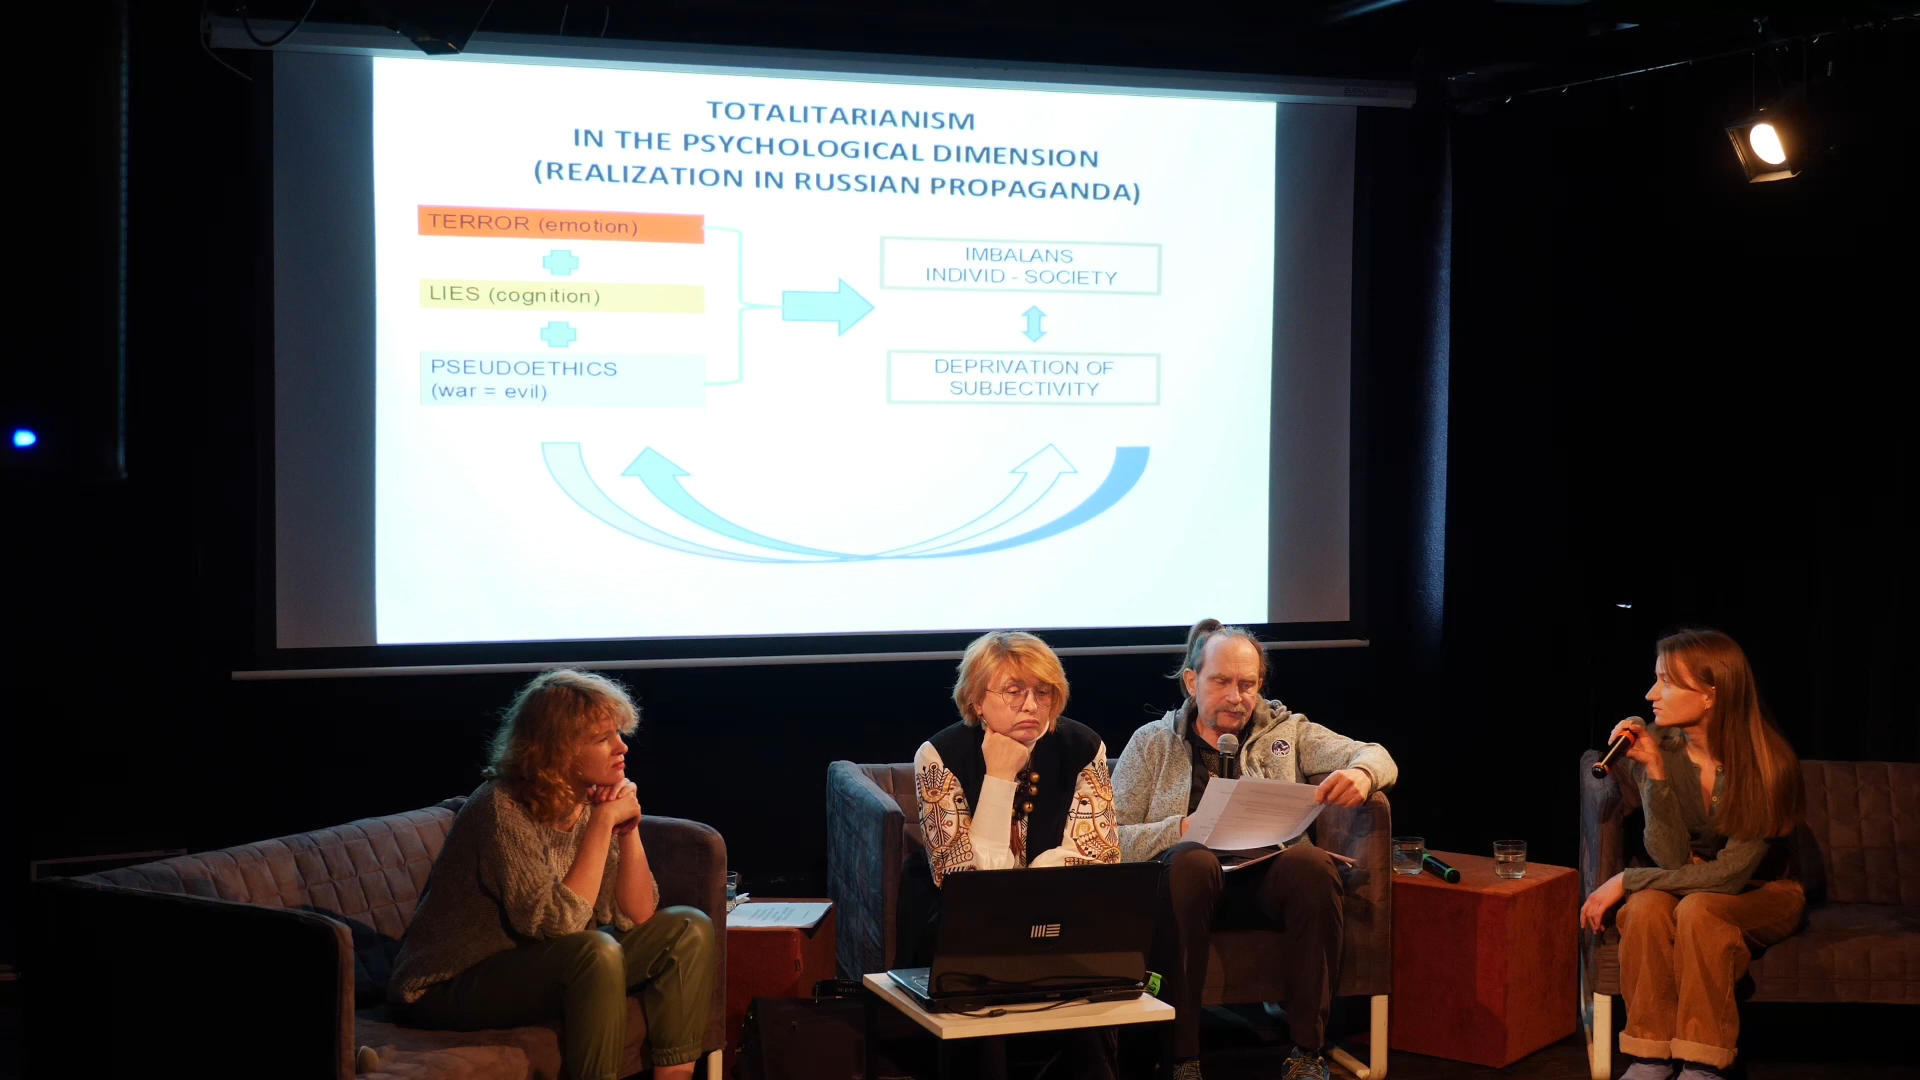 TOTALITARIANISM
IN THE PSYCHOLOGICAL DIMENSION
(REALIZATION IN RUSSIAN PROPAGANDA)
TERROR (emotion)
LIES (cognition)
PSEUDOETHICS
(war = evil)
IMBALANS
INDIVID - SOCIETY
DEPRIVATION OF
SUBJECTIVITY